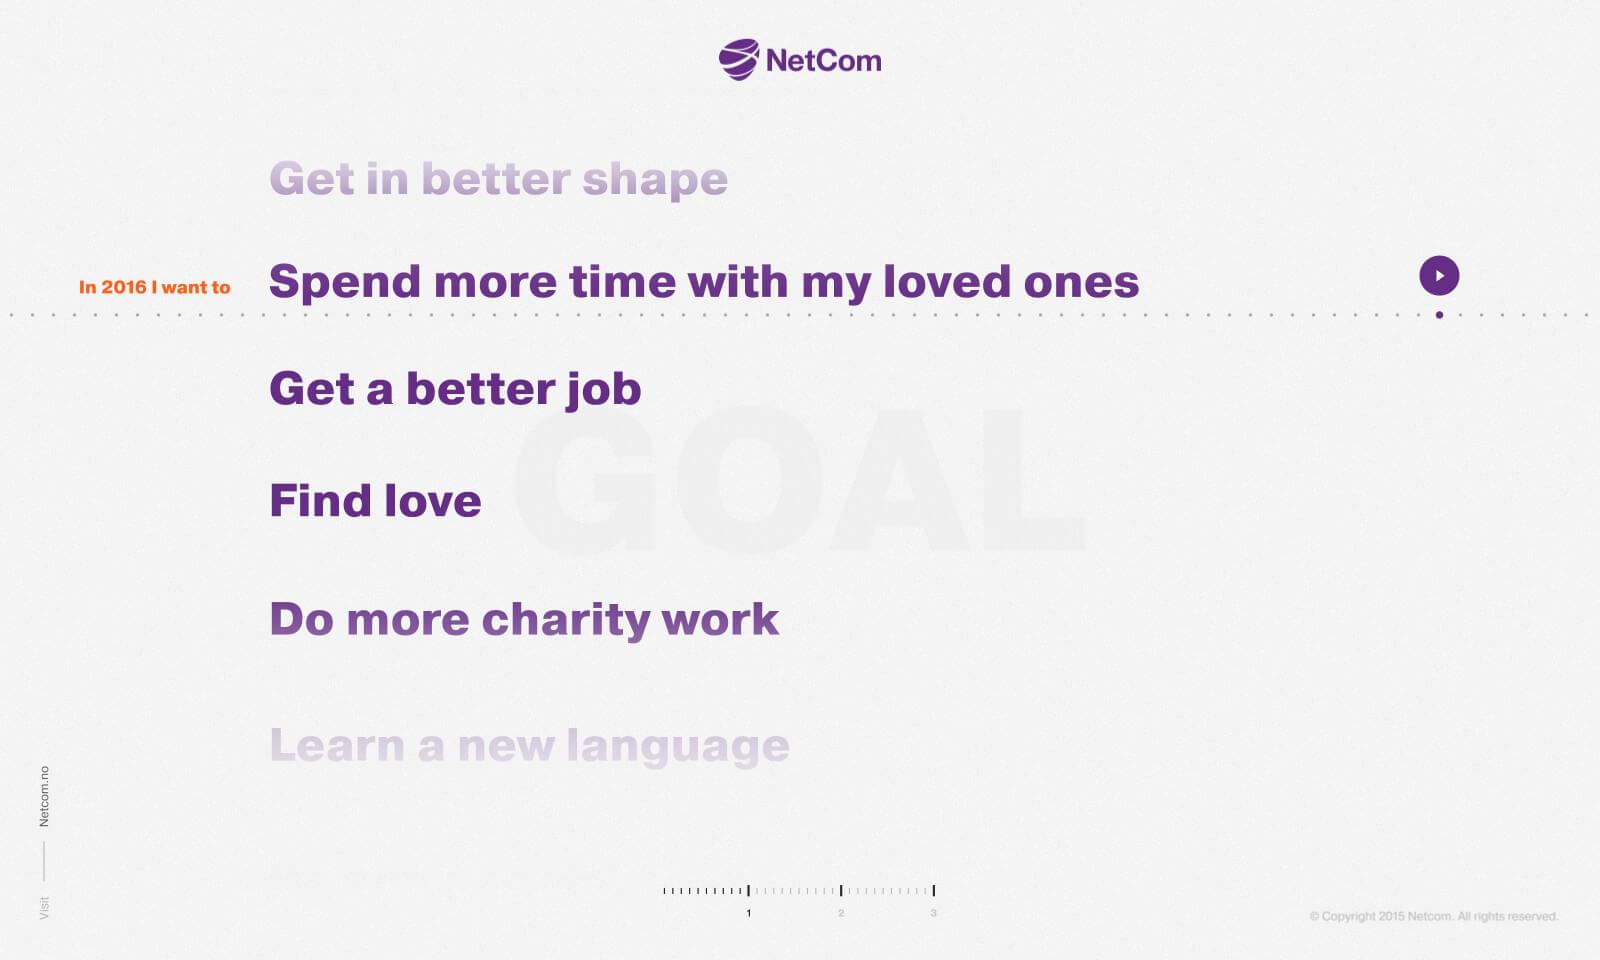 NetCom
Get in better shape
In 2016 I want to
Spend more time with my loved ones
Get a better job
GOAL
Find love
Do more charity work
Learn a new language
Visit Netcom.no
1 2 3
© Copyright 2015 Netcom. All rights reserved.